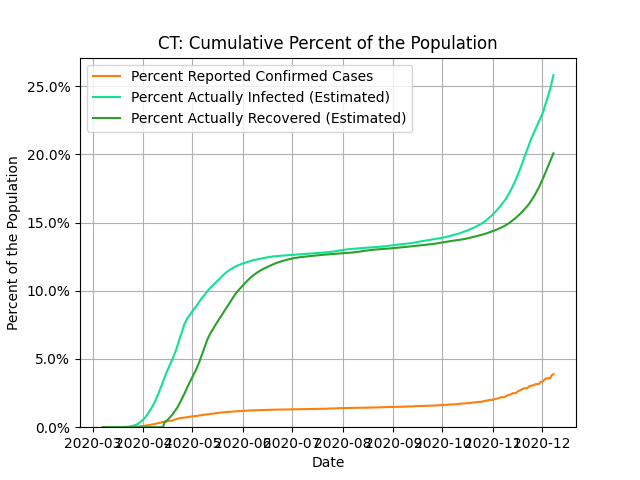 CT: Cumulative Percent of the Population
Percent Reported Confirmed Cases
Percent Actually Infected (Estimated)
Percent Actually Recovered (Estimated)
Percent of the Population
25.0%
20.0%
15.0%
10.0%
5.0%
0.0%
2020-03 2020-04 2020-05 2020-06 2020-07 2020-08 2020-09 2020-10 2020-11 2020-12
Date